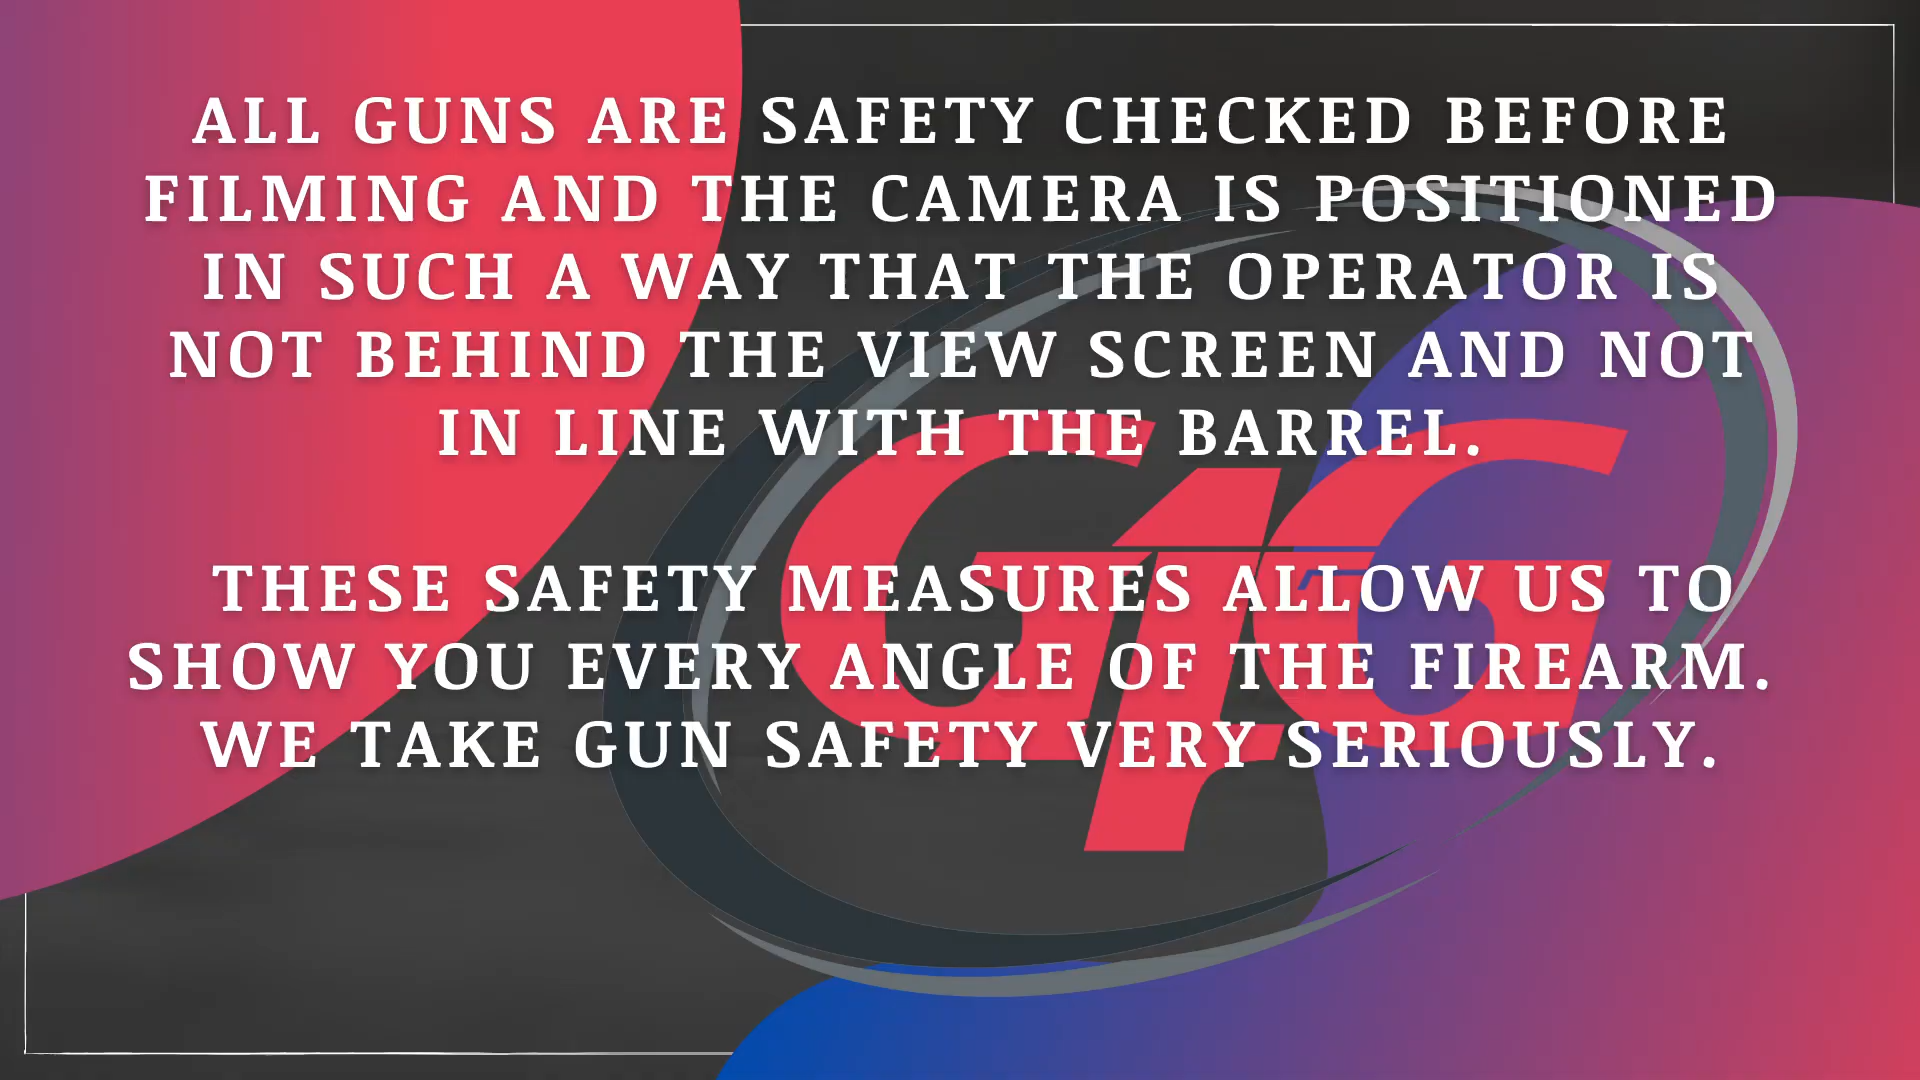 ALL GUNS ARE SAFETY CHECKED BEFORE
FILMING AND THE CAMERA IS POSITIONED
IN SUCH A WAY THAT THE OPERATOR IS
NOT BEHIND THE VIEW SCREEN AND NOT
IN LINE WITH THE BARREL.
THESE SAFETY MEASURES ALLOW US TO
SHOW YOU EVERY ANGLE OF THE FIREARM.
WE TAKE GUN SAFETY VERY SERIOUSLY.